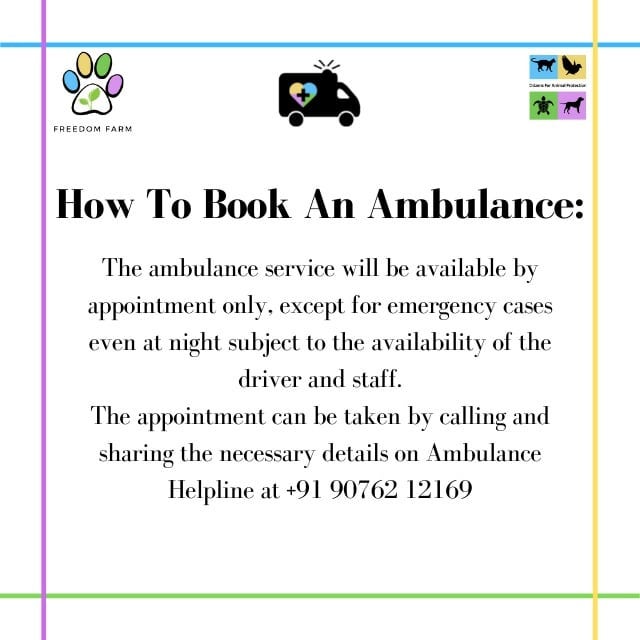 FREEDOM FARM
Citizens For Animal Protection
How To Book An Ambulance:
The ambulance service will be available by
appointment only, except for emergency cases
even at night subject to the availability of the
driver and staff.
The appointment can be taken by calling and
sharing the necessary details on Ambulance
Helpline at +91 90762 12169